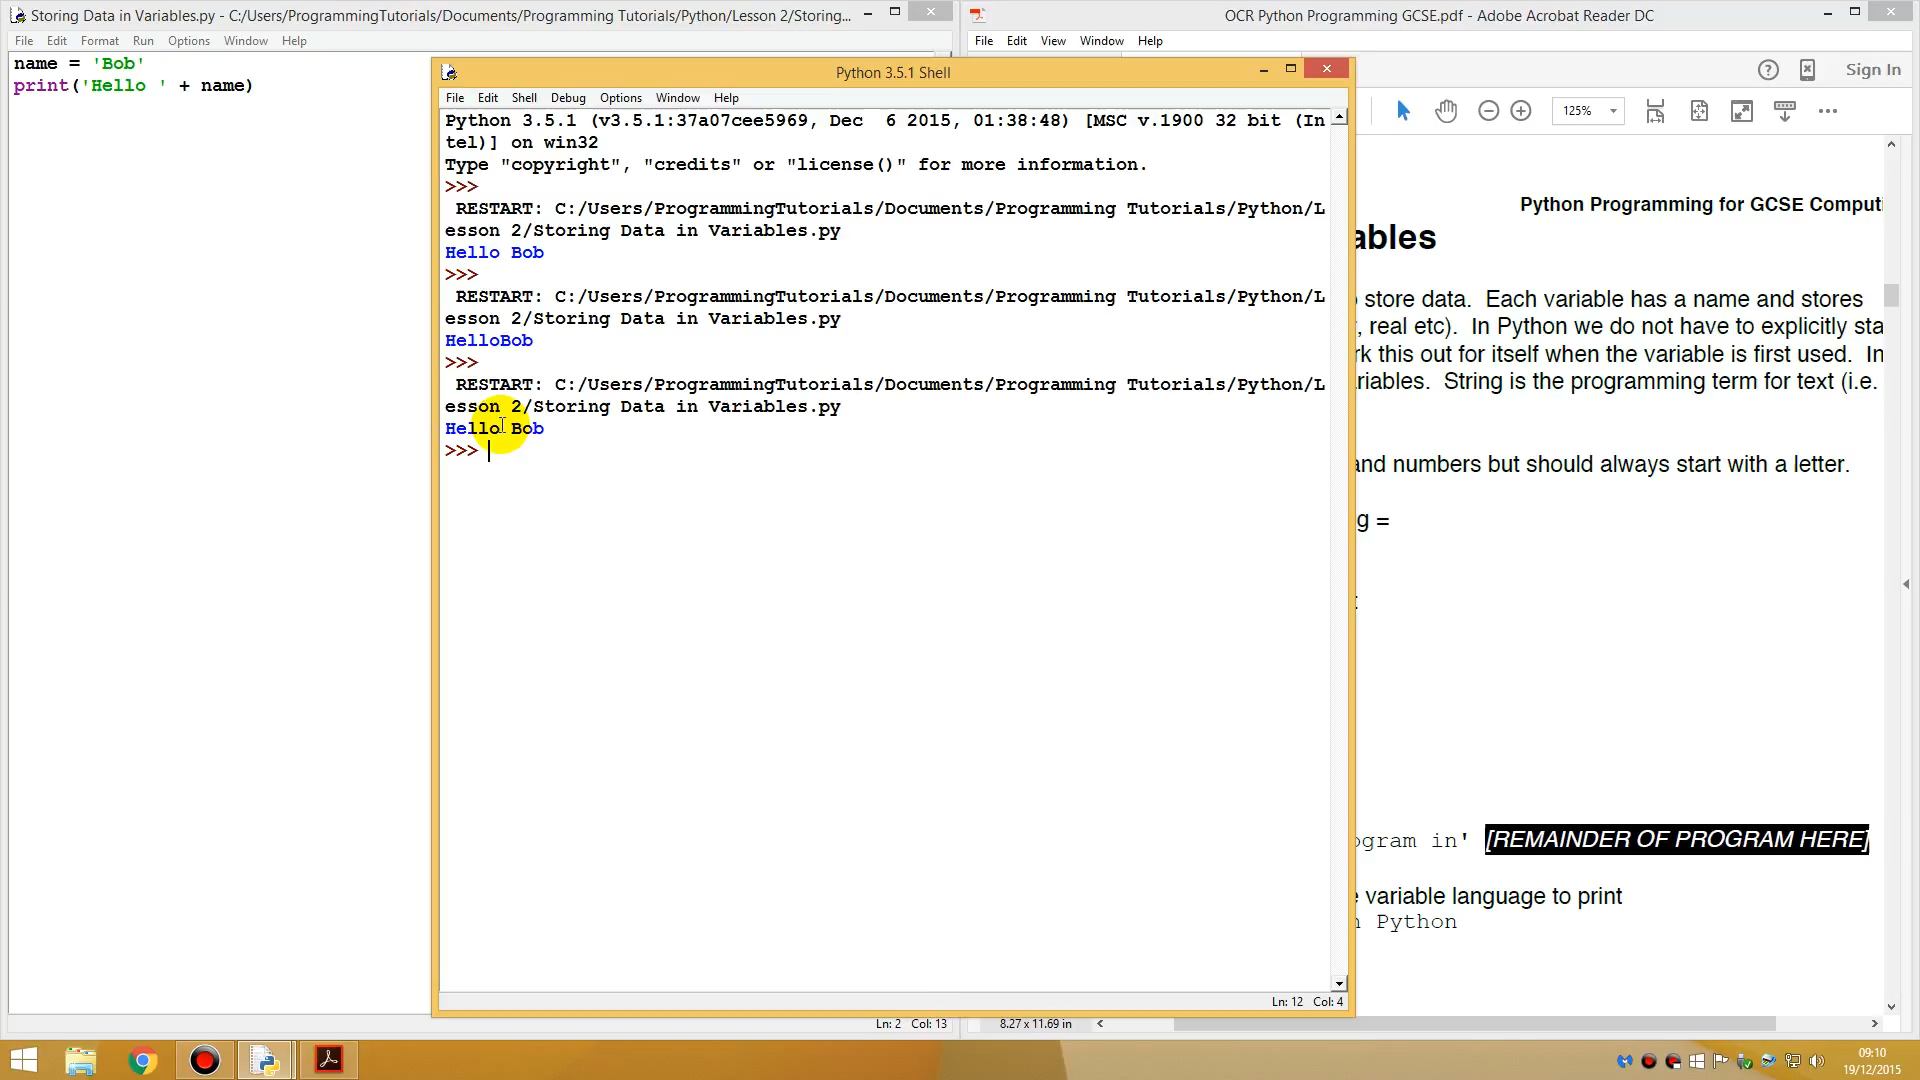 Storing Data in Variables.py - C:/Users/ProgrammingTutorials/Documents/Programming Tutorials/Python/Lesson 2/Storing...
File Edit Format Run Options Window Help
name = 'Bob'
print('Hello ' + name)
Ln: 2 Col: 13
Python 3.5.1 Shell
File Edit Shell Debug Options Window Help
Python 3.5.1 (v3.5.1:37a07cee5969, Dec  6 2015, 01:38:48) [MSC v.1900 32 bit (In
tel)] on win32
Type "copyright", "credits" or "license()" for more information.
>>>
RESTART: C:/Users/ProgrammingTutorials/Documents/Programming Tutorials/Python/L
esson 2/Storing Data in Variables.py
Hello Bob
>>>
RESTART: C:/Users/ProgrammingTutorials/Documents/Programming Tutorials/Python/L
esson 2/Storing Data in Variables.py
HelloBob
>>>
RESTART: C:/Users/ProgrammingTutorials/Documents/Programming Tutorials/Python/L
esson 2/Storing Data in Variables.py
Hello Bob
>>>
Ln: 12 Col: 4
OCR Python Programming GCSE.pdf - Adobe Acrobat Reader DC
File Edit View Window Help
Sign In
125%
Python Programming for GCSE Computi
ables
store data. Each variable has a name and stores
, real etc). In Python we do not have to explicitly sta
rk this out for itself when the variable is first used. In
riables. String is the programming term for text (i.e.
and numbers but should always start with a letter.
g =
ogram in' [REMAINDER OF PROGRAM HERE]
variable language to print
Python
8.27 x 11.69 in
09:10
19/12/2015